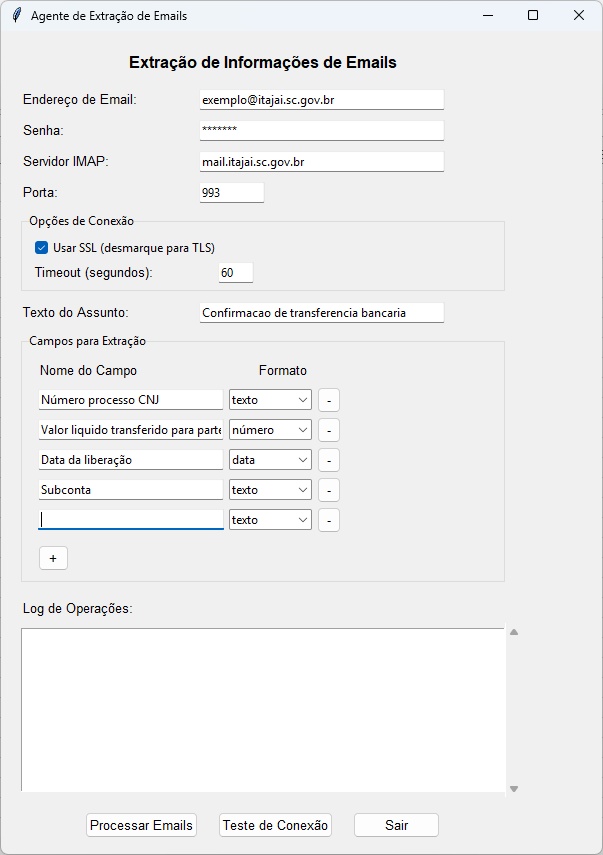 Agente de Extração de Emails
Extração de Informações de Emails
Endereço de Email: exemplo@itajai.sc.gov.br
Senha: *******
Servidor IMAP: mail.itajai.sc.gov.br
Porta: 993
Opções de Conexão
Usar SSL (desmarque para TLS)
Timeout (segundos): 60
Texto do Assunto: Confirmacao de transferencia bancaria
Campos para Extração
Nome do Campo Formato
Número processo CNJ texto -
Valor liquido transferido para parte número -
Data da liberação data -
Subconta texto -
texto -
+
Log de Operações:
Processar Emails Teste de Conexão Sair